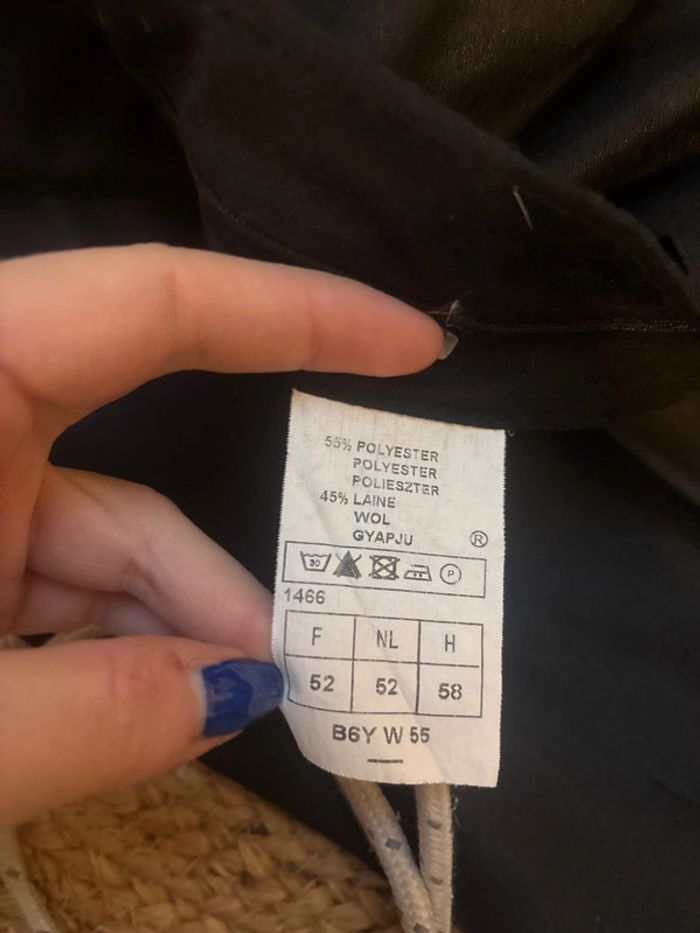 55% POLYESTER
POLYESTER
POLIESZTER
45% LAINE
WOL
GYAPJU
®
30 P
1466
F NL H
52 52 58
B6Y W 55